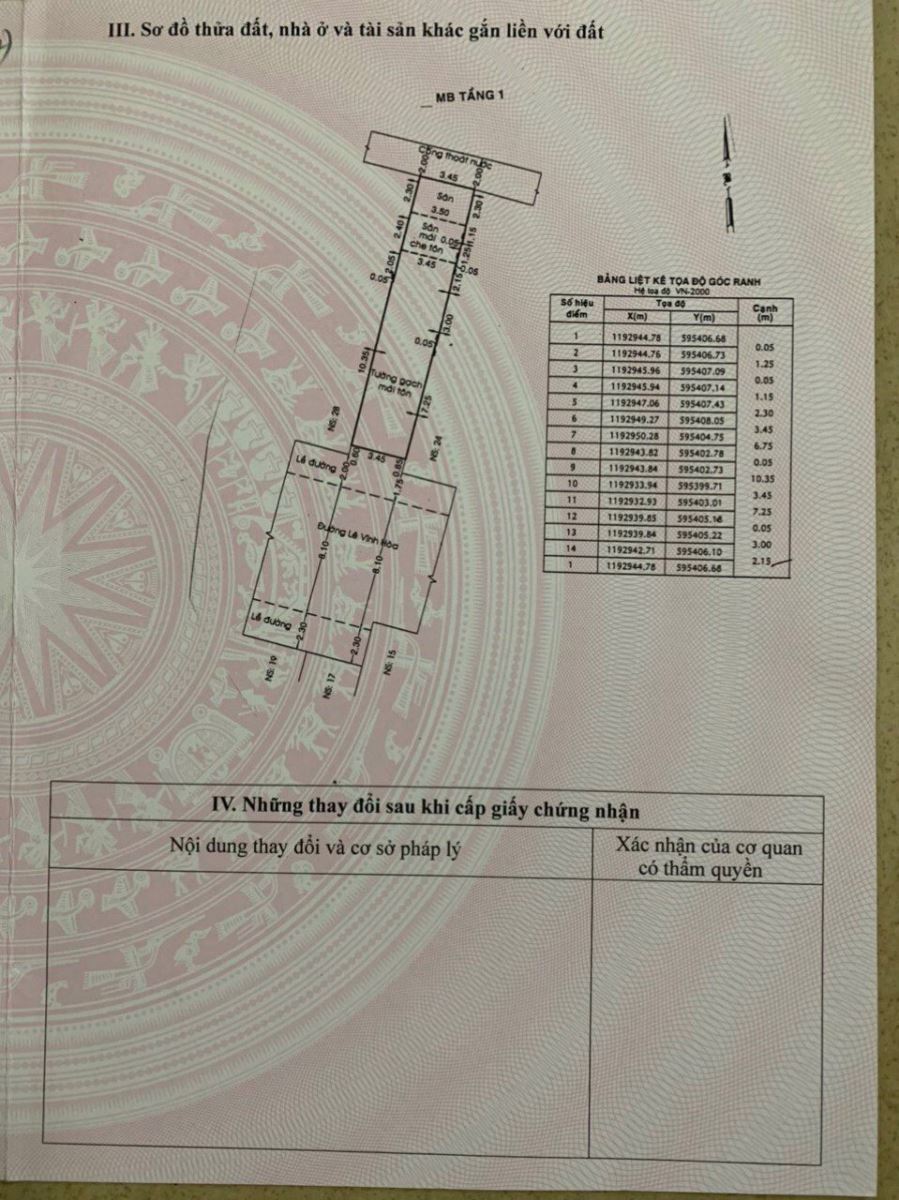 III. Sơ đồ thửa đất, nhà ở và tài sản khác gắn liền với đất
MB TẦNG 1
Cống thoát nước
2.00 3.45 2.00
2.30 Sân 2.30
3.50
2.40 Sân mái che tôn 0.05 1.15
1.25
3.45 0.05
2.05 2.15
0.05
3.00
0.05
10.35
Tường gạch
mái tôn
7.25
NS: 28
NS: 24
3.45
0.60 0.85
Lề đường 2.00 1.75
Đường Lê Vĩnh Hòa
8.10 8.10
Lề đường 2.30 2.30
NS: 19
NS: 17
NS: 15
BẢNG LIỆT KÊ TỌA ĐỘ GÓC RANH
Hệ tọa độ VN-2000
Số hiệu điểm Tọa độ Cạnh (m)
X(m) Y(m)
1 1192944.78 595406.68
0.05
2 1192944.76 595406.73
1.25
3 1192945.96 595407.09
0.05
4 1192945.94 595407.14
1.15
5 1192947.06 595407.43
2.30
6 1192949.27 595408.05
3.45
7 1192950.28 595404.75
6.75
8 1192943.82 595402.78
0.05
9 1192943.84 595402.73
10.35
10 1192933.94 595399.71
3.45
11 1192932.93 595403.01
7.25
12 1192939.85 595405.16
0.05
13 1192939.84 595405.22
3.00
14 1192942.71 595406.10
2.15
1 1192944.78 595406.68
IV. Những thay đổi sau khi cấp giấy chứng nhận
Nội dung thay đổi và cơ sở pháp lý
Xác nhận của cơ quan
có thẩm quyền